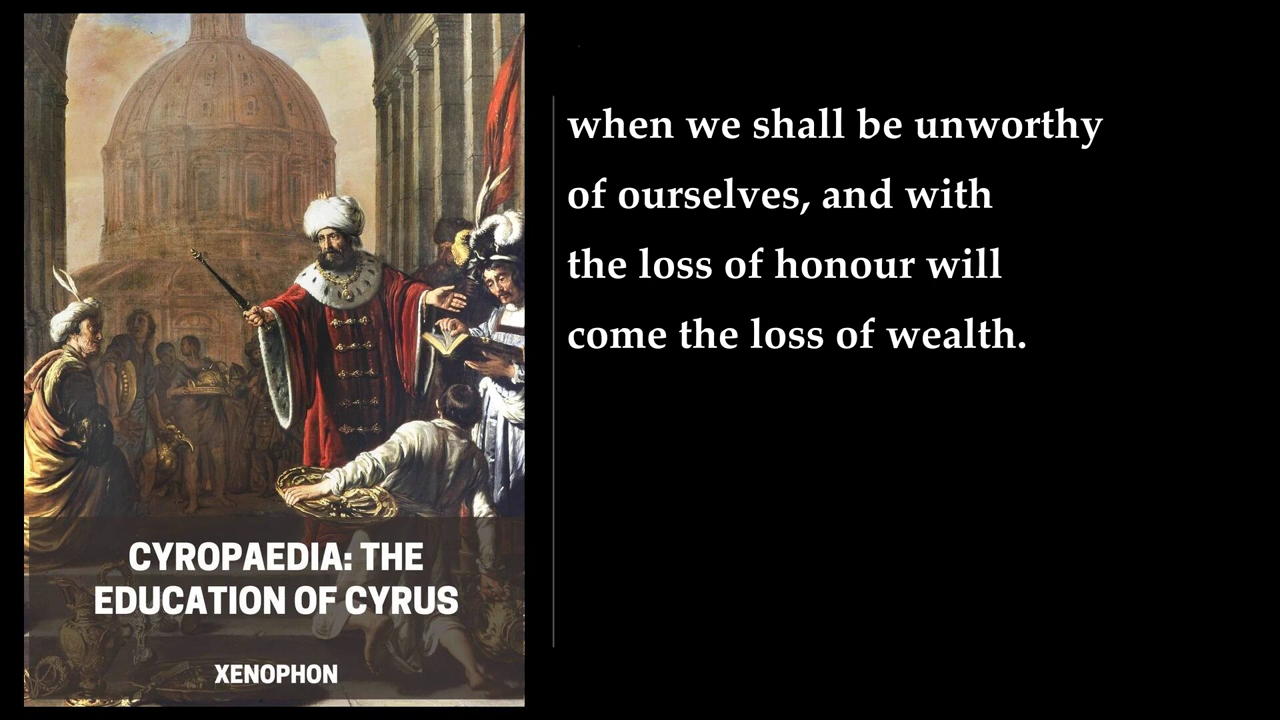 CYROPAEDIA: THE
EDUCATION OF CYRUS
XENOPHON
when we shall be unworthy
of ourselves, and with
the loss of honour will
come the loss of wealth.